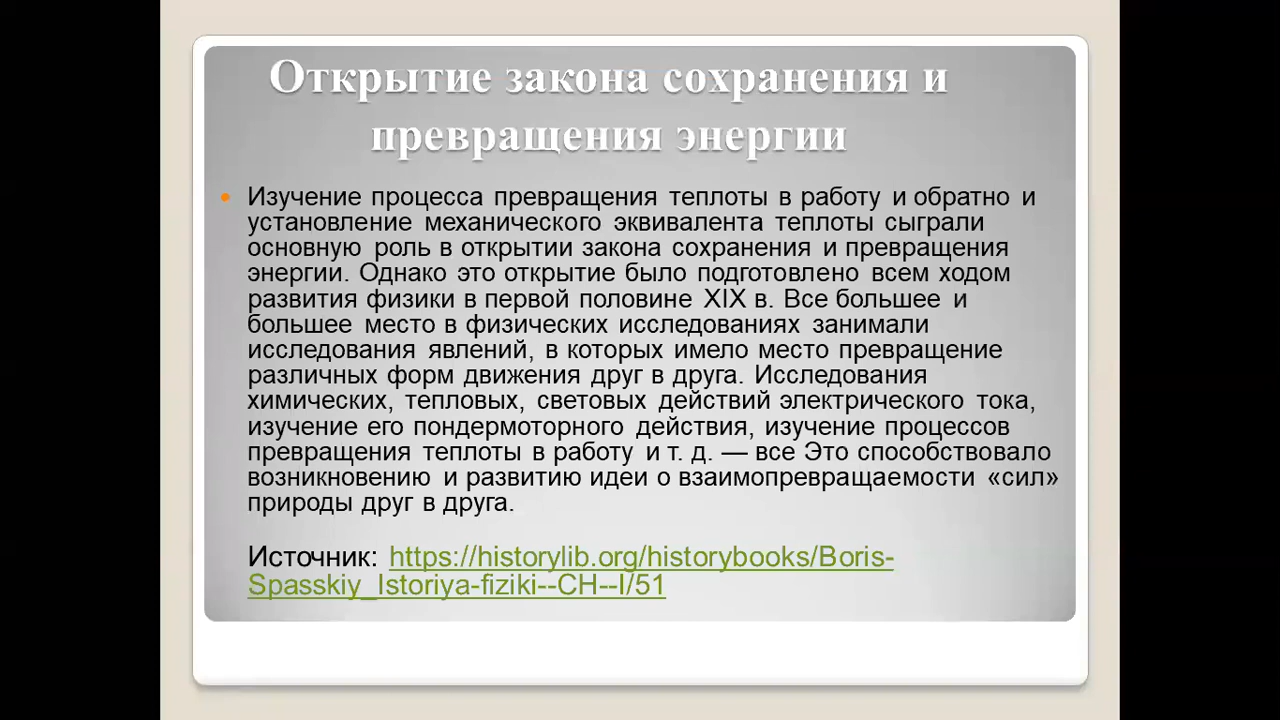 Открытие закона сохранения и
превращения энергии
Изучение процесса превращения теплоты в работу и обратно и
установление механического эквивалента теплоты сыграли
основную роль в открытии закона сохранения и превращения
энергии. Однако это открытие было подготовлено всем ходом
развития физики в первой половине XIX в. Все большее и
большее место в физических исследованиях занимали
исследования явлений, в которых имело место превращение
различных форм движения друг в друга. Исследования
химических, тепловых, световых действий электрического тока,
изучение его пондермоторного действия, изучение процессов
превращения теплоты в работу и т. д. — все Это способствовало
возникновению и развитию идеи о взаимопревращаемости «сил»
природы друг в друга.
Источник: https://historylib.org/historybooks/Boris-
Spasskiy_Istoriya-fiziki--CH--I/51